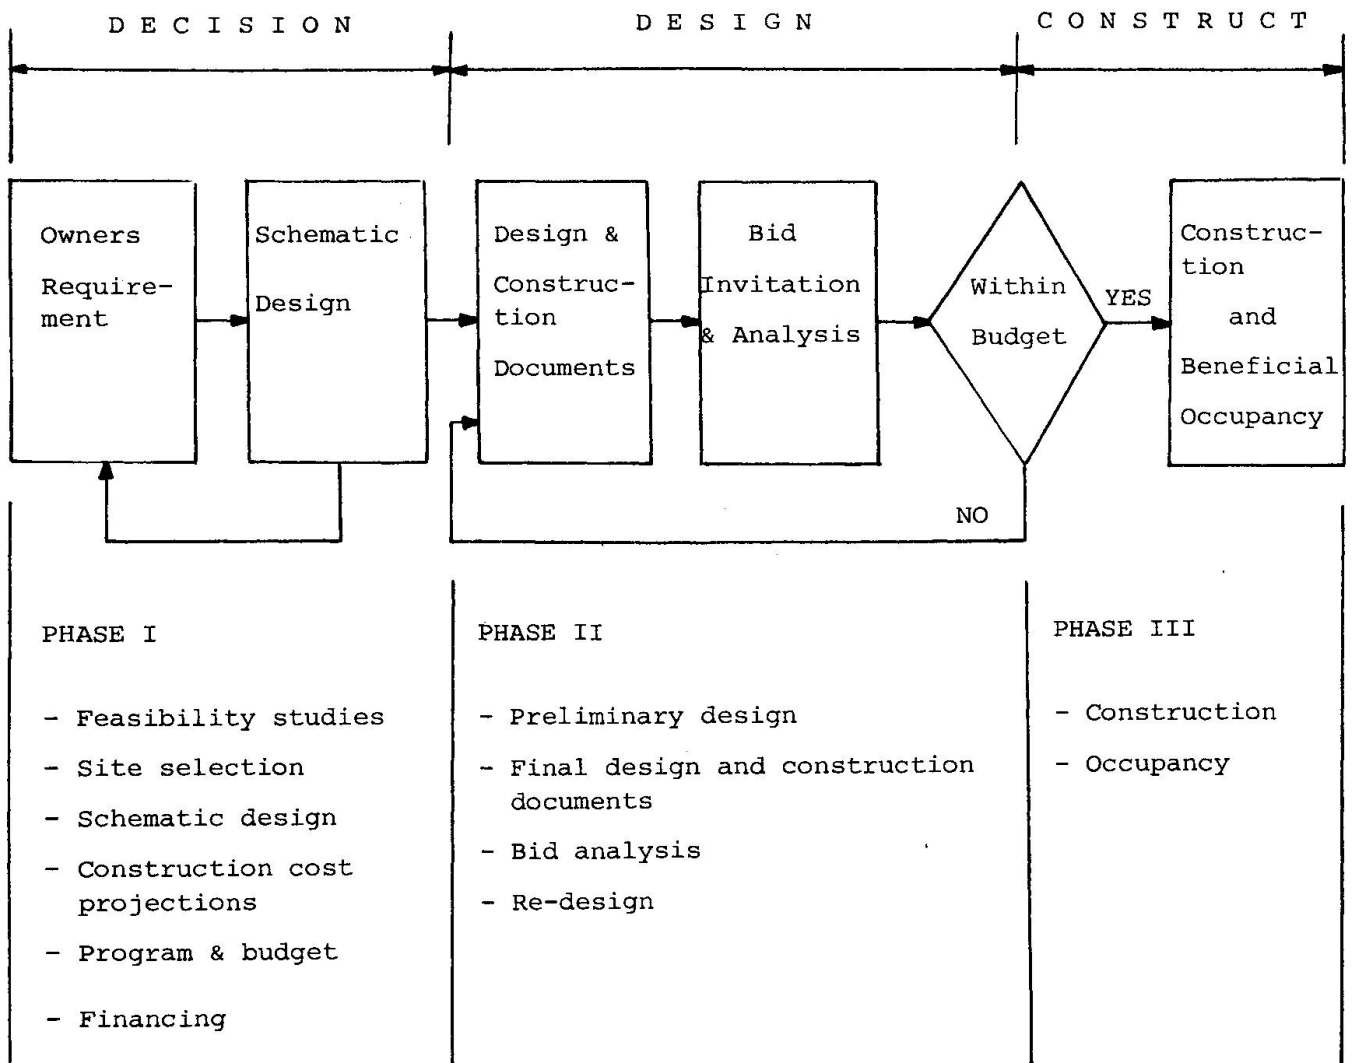 D E C I S I O N
D E S I G N
C O N S T R U C T
Owners
Require-
ment
Schematic
Design
Design &
Construc-
tion
Documents
Bid
Invitation
& Analysis
Within
Budget
YES
NO
Construc-
tion
and
Beneficial
Occupancy
PHASE I
- Feasibility studies
- Site selection
- Schematic design
- Construction cost
projections
- Program & budget
- Financing
PHASE II
- Preliminary design
- Final design and construction
documents
- Bid analysis
- Re-design
PHASE III
- Construction
- Occupancy